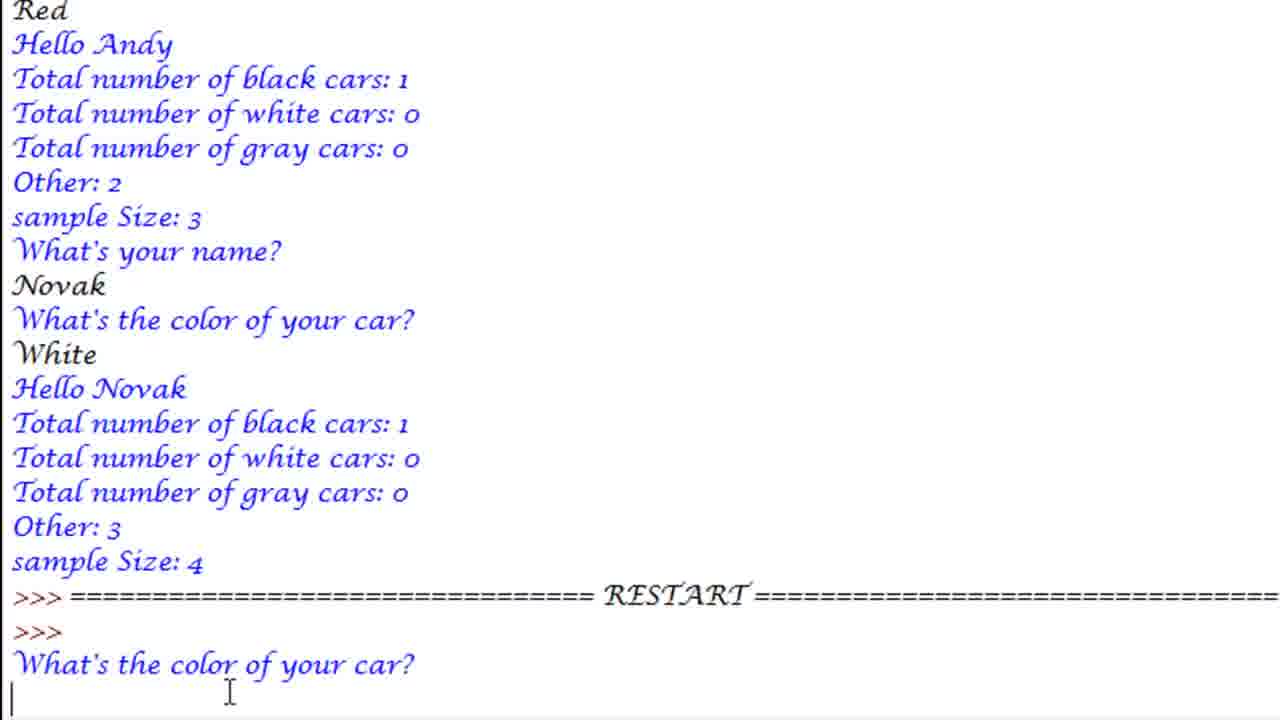 Red
Hello Andy
Total number of black cars: 1
Total number of white cars: 0
Total number of gray cars: 0
Other: 2
sample Size: 3
What's your name?
Novak
What's the color of your car?
White
Hello Novak
Total number of black cars: 1
Total number of white cars: 0
Total number of gray cars: 0
Other: 3
sample Size: 4
>>> ================================ RESTART ================================
>>>
What's the color of your car?